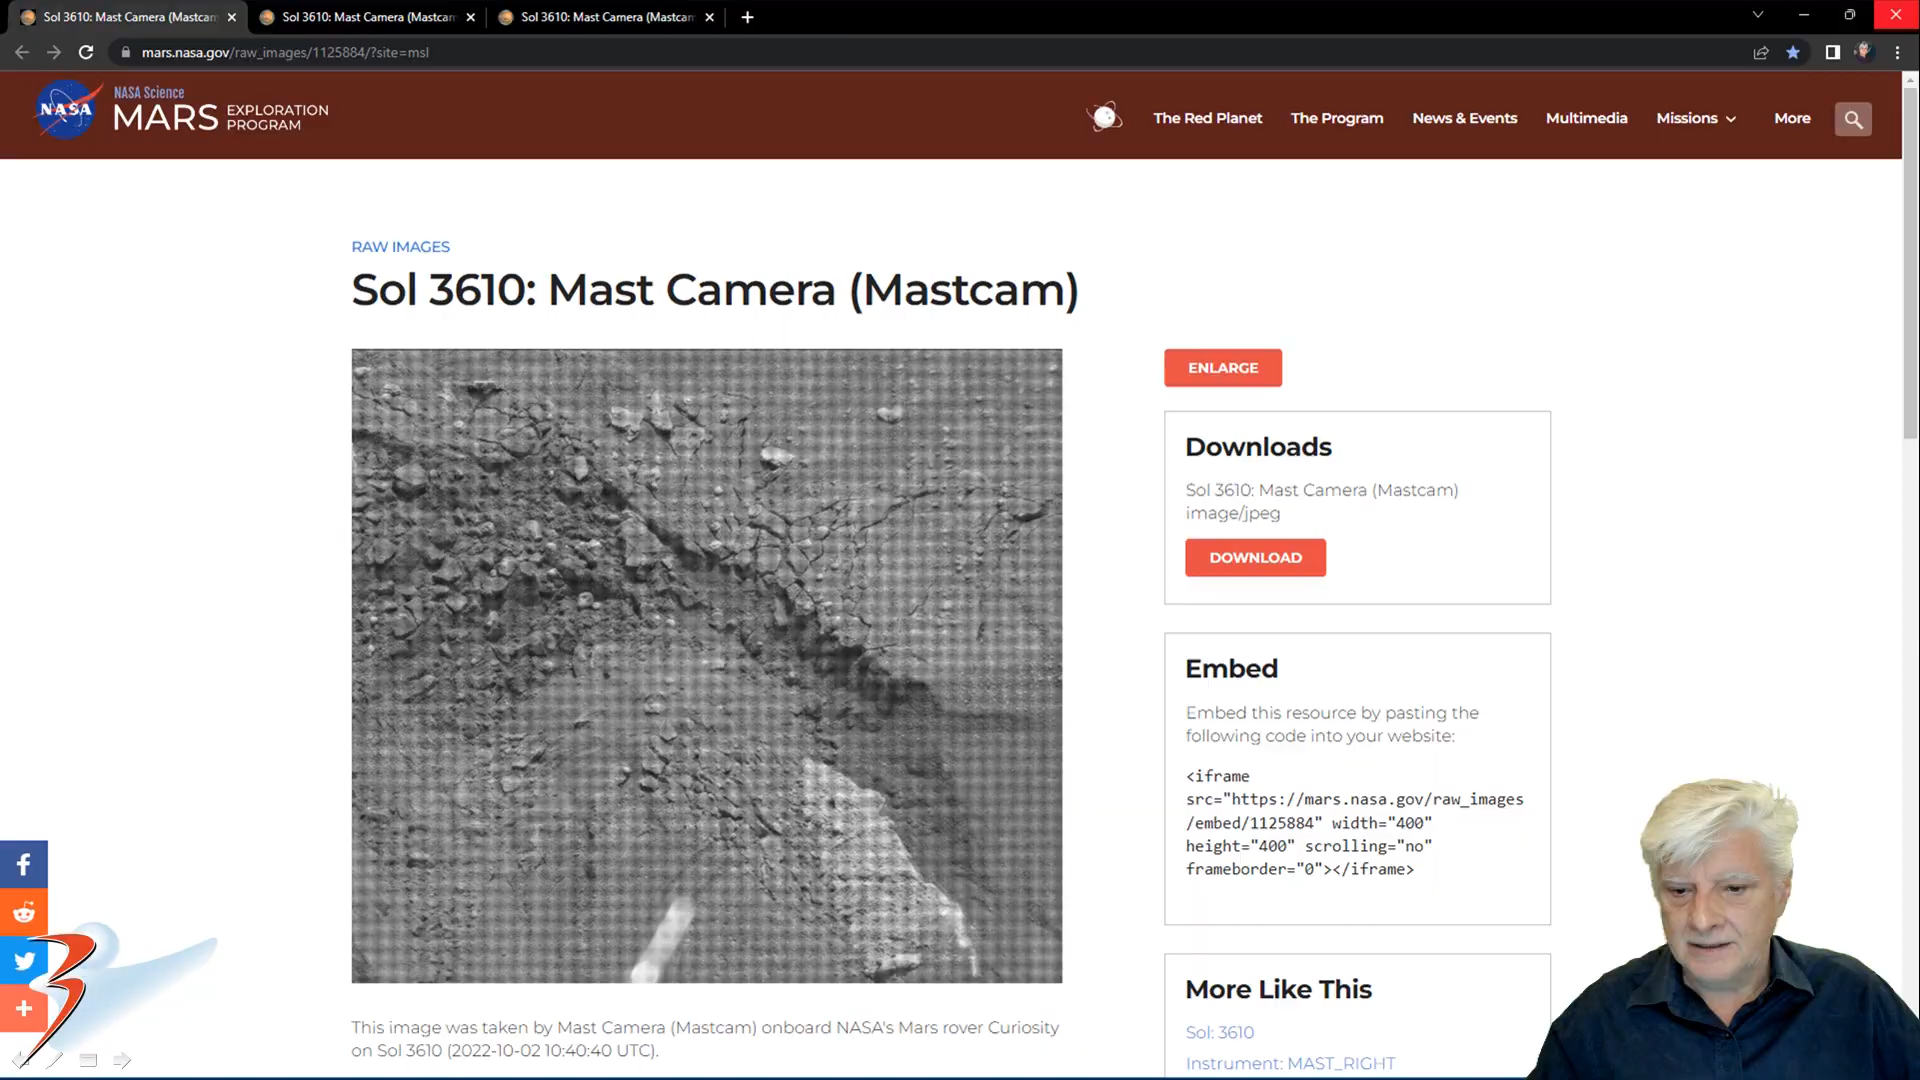 Sol 3610: Mast Camera (Mastcam
Sol 3610: Mast Camera (Mastcam
Sol 3610: Mast Camera (Mastcam
mars.nasa.gov/raw_images/1125884/?site=msl
NASA
NASA Science
MARS EXPLORATION PROGRAM
The Red Planet
The Program
News & Events
Multimedia
Missions
More
RAW IMAGES
Sol 3610: Mast Camera (Mastcam)
ENLARGE
Downloads
Sol 3610: Mast Camera (Mastcam)
image/jpeg
DOWNLOAD
Embed
Embed this resource by pasting the
following code into your website:
<iframe
src="https://mars.nasa.gov/raw_images
/embed/1125884" width="400"
height="400" scrolling="no"
frameborder="0"></iframe>
More Like This
Sol: 3610
Instrument: MAST_RIGHT
This image was taken by Mast Camera (Mastcam) onboard NASA's Mars rover Curiosity
on Sol 3610 (2022-10-02 10:40:40 UTC).